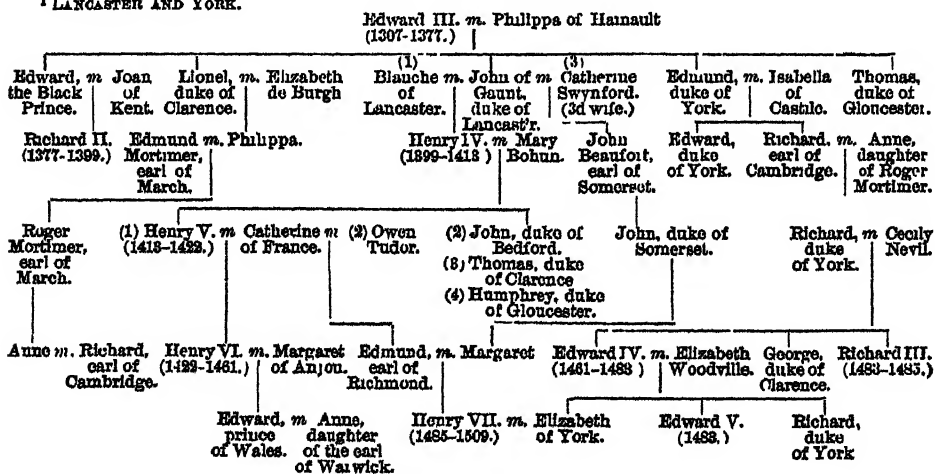 ¹ LANCASTER AND YORK.
Edward III. m. Philippa of Hainault
(1307-1377.)
(1) (3)
Edward, m Joan Lionel, m. Elizabeth Blanche m. John of m Catherine Edmund, m. Isabella Thomas,
the Black of duke of de Burgh of Gaunt. Swynford. duke of of duke of
Prince. Kent. Clarence. Lancaster. duke of (3d wife.) York. Castile. Gloucester.
Lancast'r.
Richard II. Edmund m. Philippa. Henry IV. m. Mary John Edward, Richard, m. Anne,
(1377-1399.) Mortimer, (1399-1413 ) Bohun. Beaufort, duke earl of daughter
earl of earl of of York. Cambridge. of Roger
March. Somerset. Mortimer.
Roger (1) Henry V. m Catherine m (2) Owen (2) John, duke of John, duke of Richard, m Cecily
Mortimer, (1413-1422.) of France. Tudor. Bedford. Somerset. duke Nevil.
earl of (3) Thomas, duke of York.
March. of Clarence
(4) Humphrey, duke
of Gloucester.
Anne m. Richard, Henry VI. m. Margaret Edmund, m. Margaret Edward IV. m. Elizabeth George, Richard III.
earl of (1422-1461.) of Anjou. earl of (1461-1483 ) Woodville. duke of (1483-1485.)
Cambridge. Richmond. Clarence.
Edward, m Anne, Henry VII. m. Elizabeth Edward V. Richard,
prince daughter (1485-1509.) of York. (1483.) duke
of Wales. of the earl of York
of Warwick.